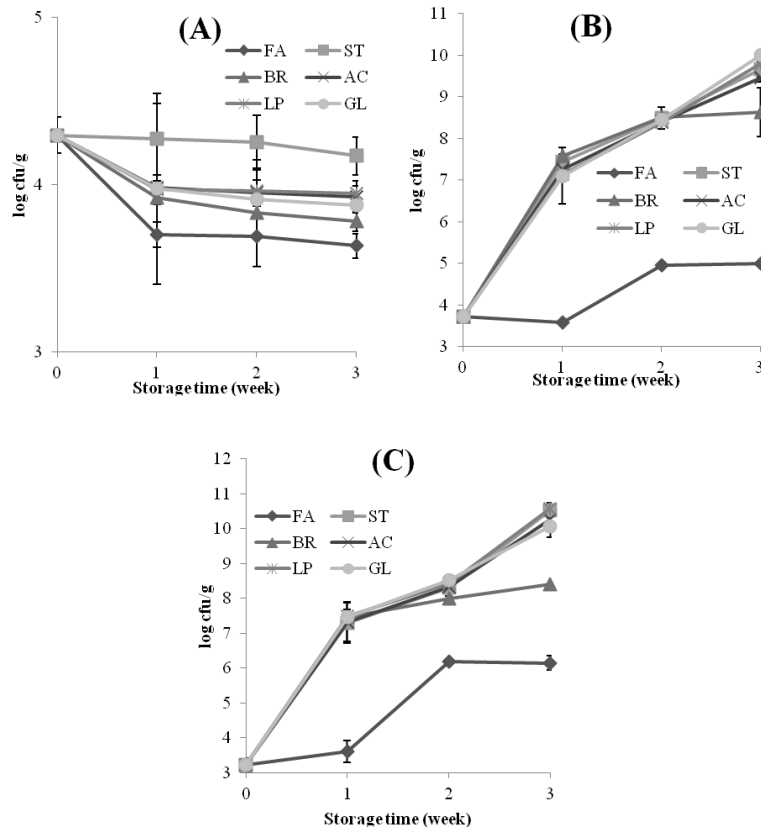 (A)
5
4
3
log cfu/g
FA ST
BR AC
LP GL
0 1 2 3
Storage time (week)
(B)
11
10
9
8
7
6
5
4
3
log cfu/g
FA ST
BR AC
LP GL
0 1 2 3
Storage time (week)
(C)
12
11
10
9
8
7
6
5
4
3
log cfu/g
FA ST
BR AC
LP GL
0 1 2 3
Storage time (week)